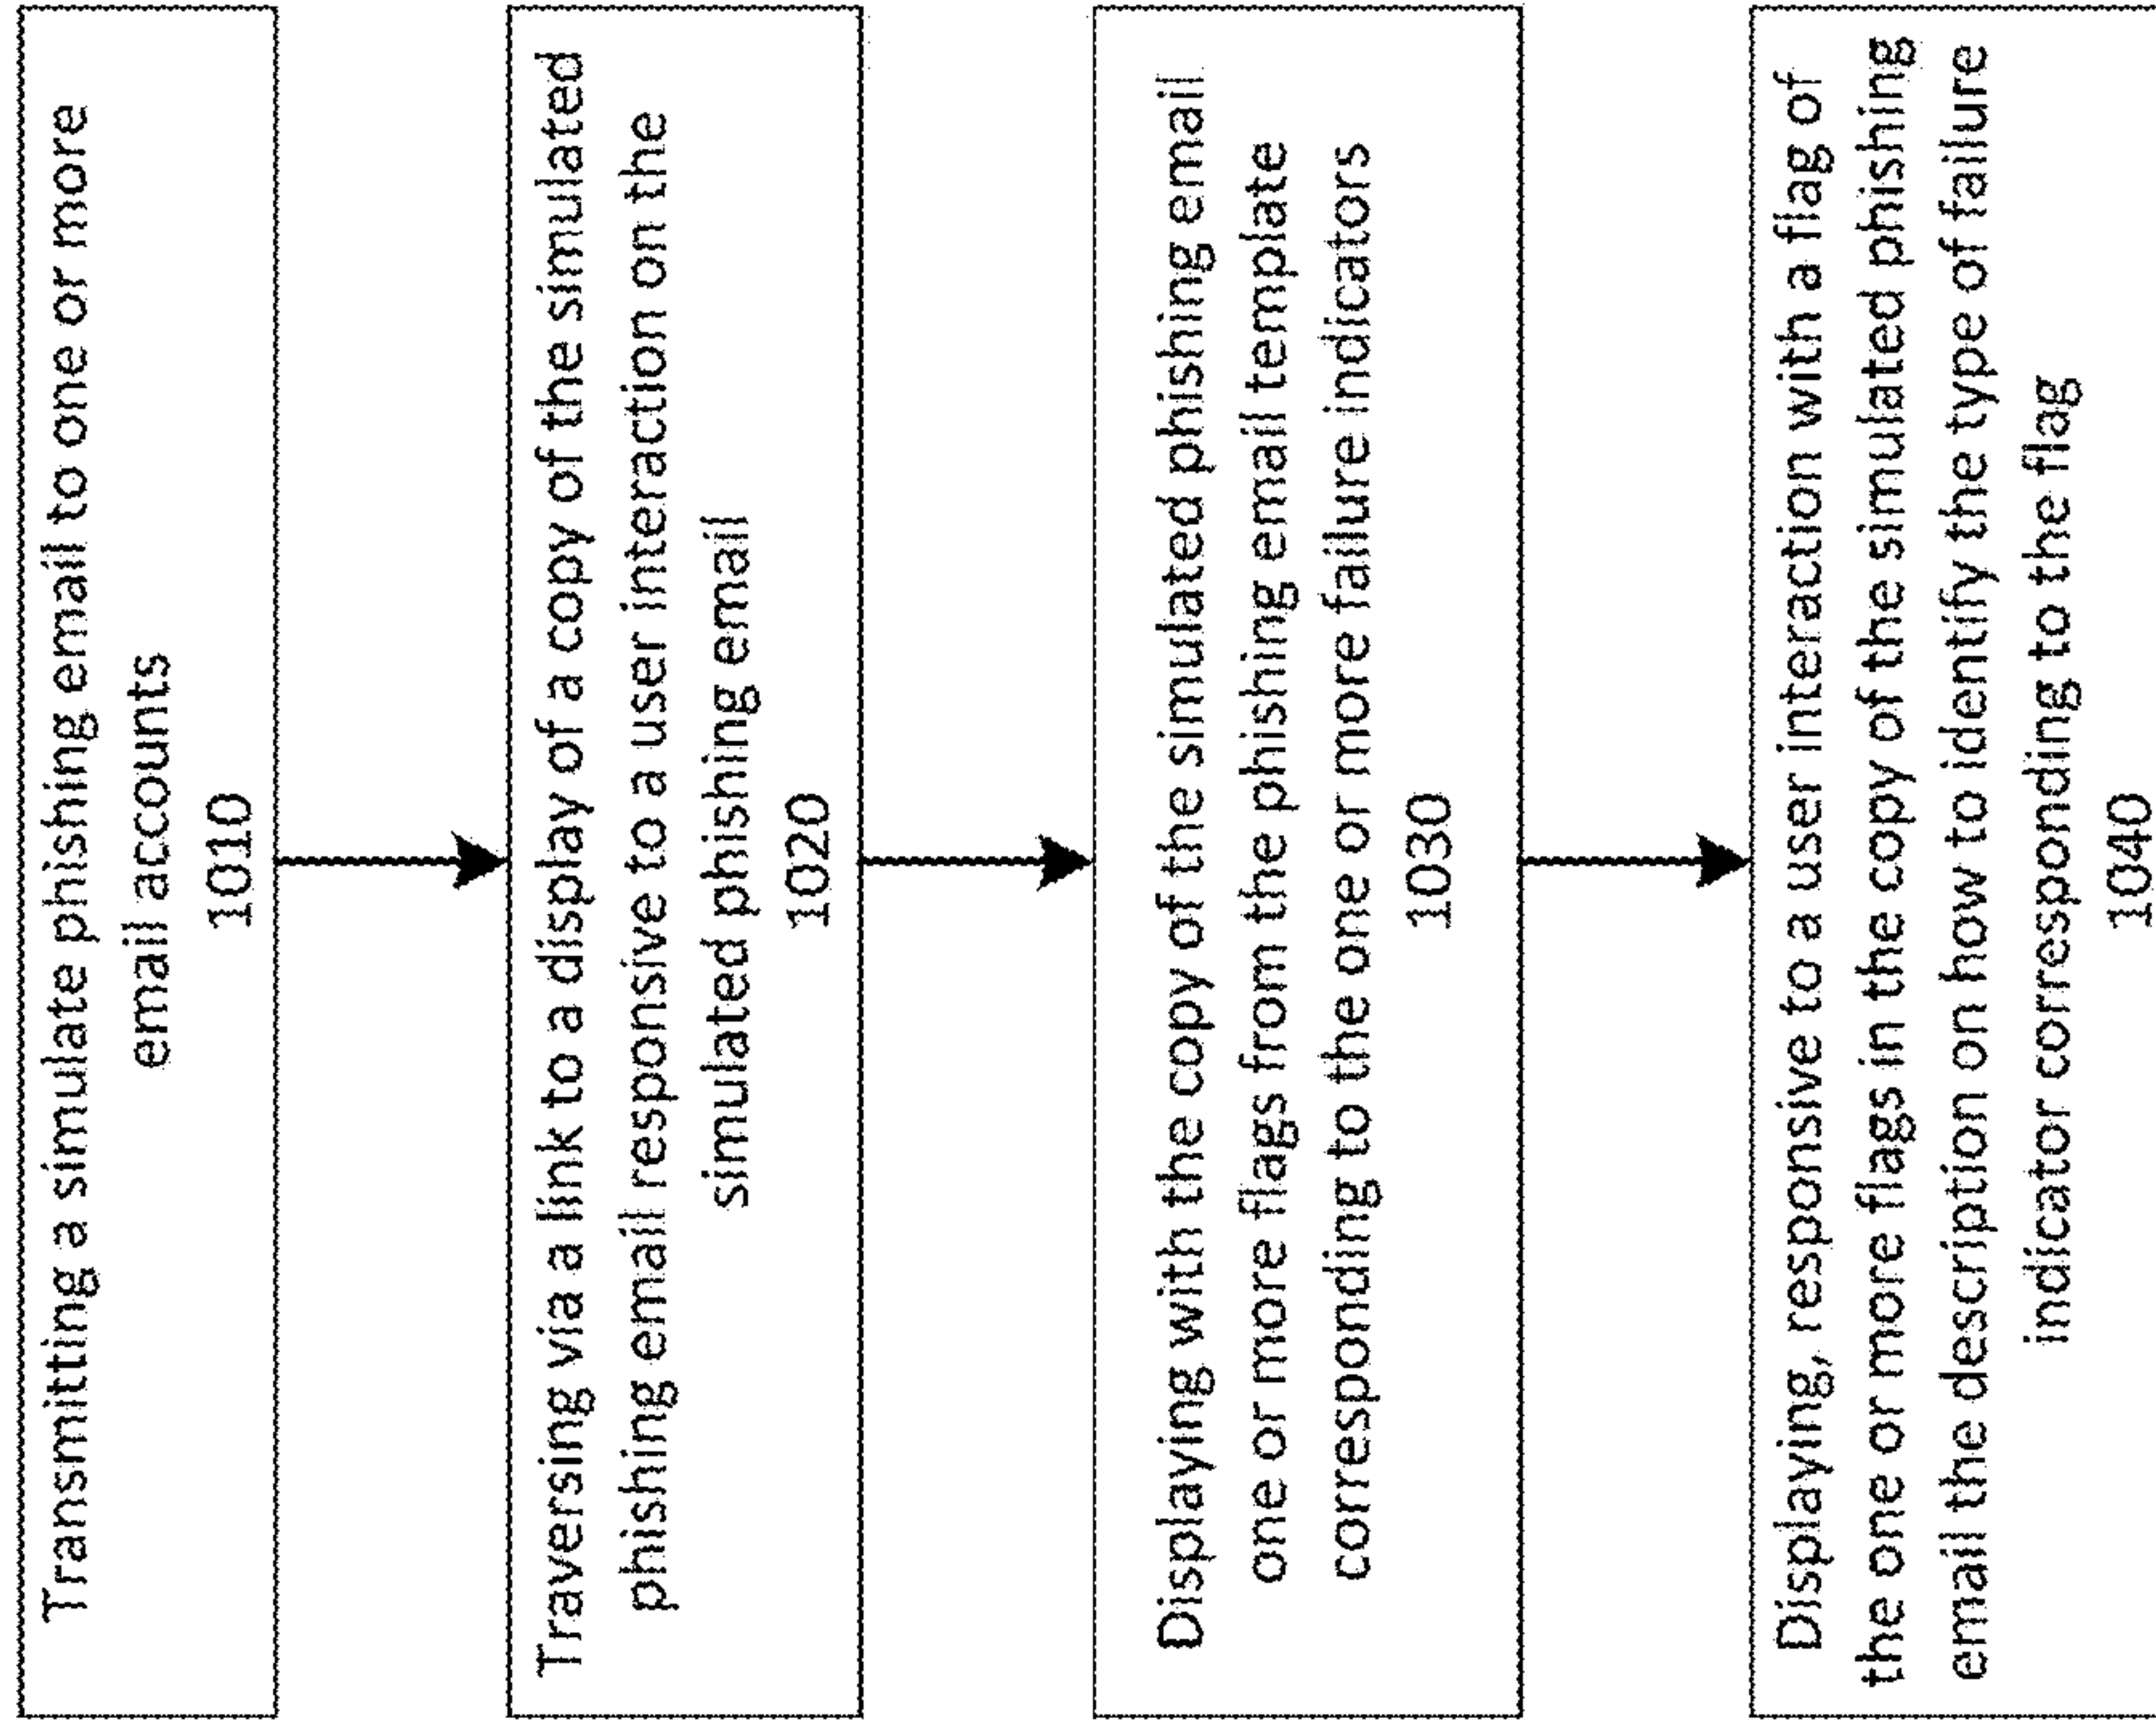 Transmitting a simulate phishing email to one or more
email accounts
1010
Traversing via a link to a display of a copy of the simulated
phishing email responsive to a user interaction on the
simulated phishing email
1020
Displaying with the copy of the simulated phishing email
one or more flags from the phishing email template
corresponding to the one or more failure indicators
1030
Displaying, responsive to a user interaction with a flag of
the one or more flags in the copy of the simulated phishing
email the description on how to identify the type of failure
indicator corresponding to the flag
1040